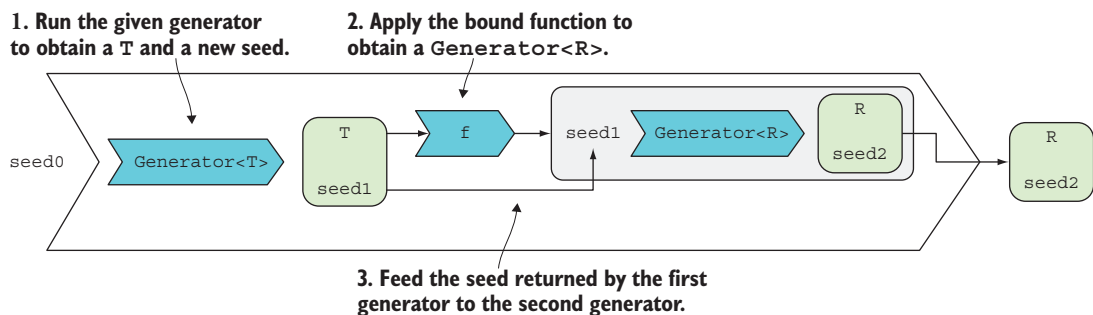 1. Run the given generator
to obtain a T and a new seed.
2. Apply the bound function to
obtain a Generator<R>.
seed0
Generator<T>
T
seed1
f
seed1
Generator<R>
R
seed2
R
seed2
3. Feed the seed returned by the first
generator to the second generator.